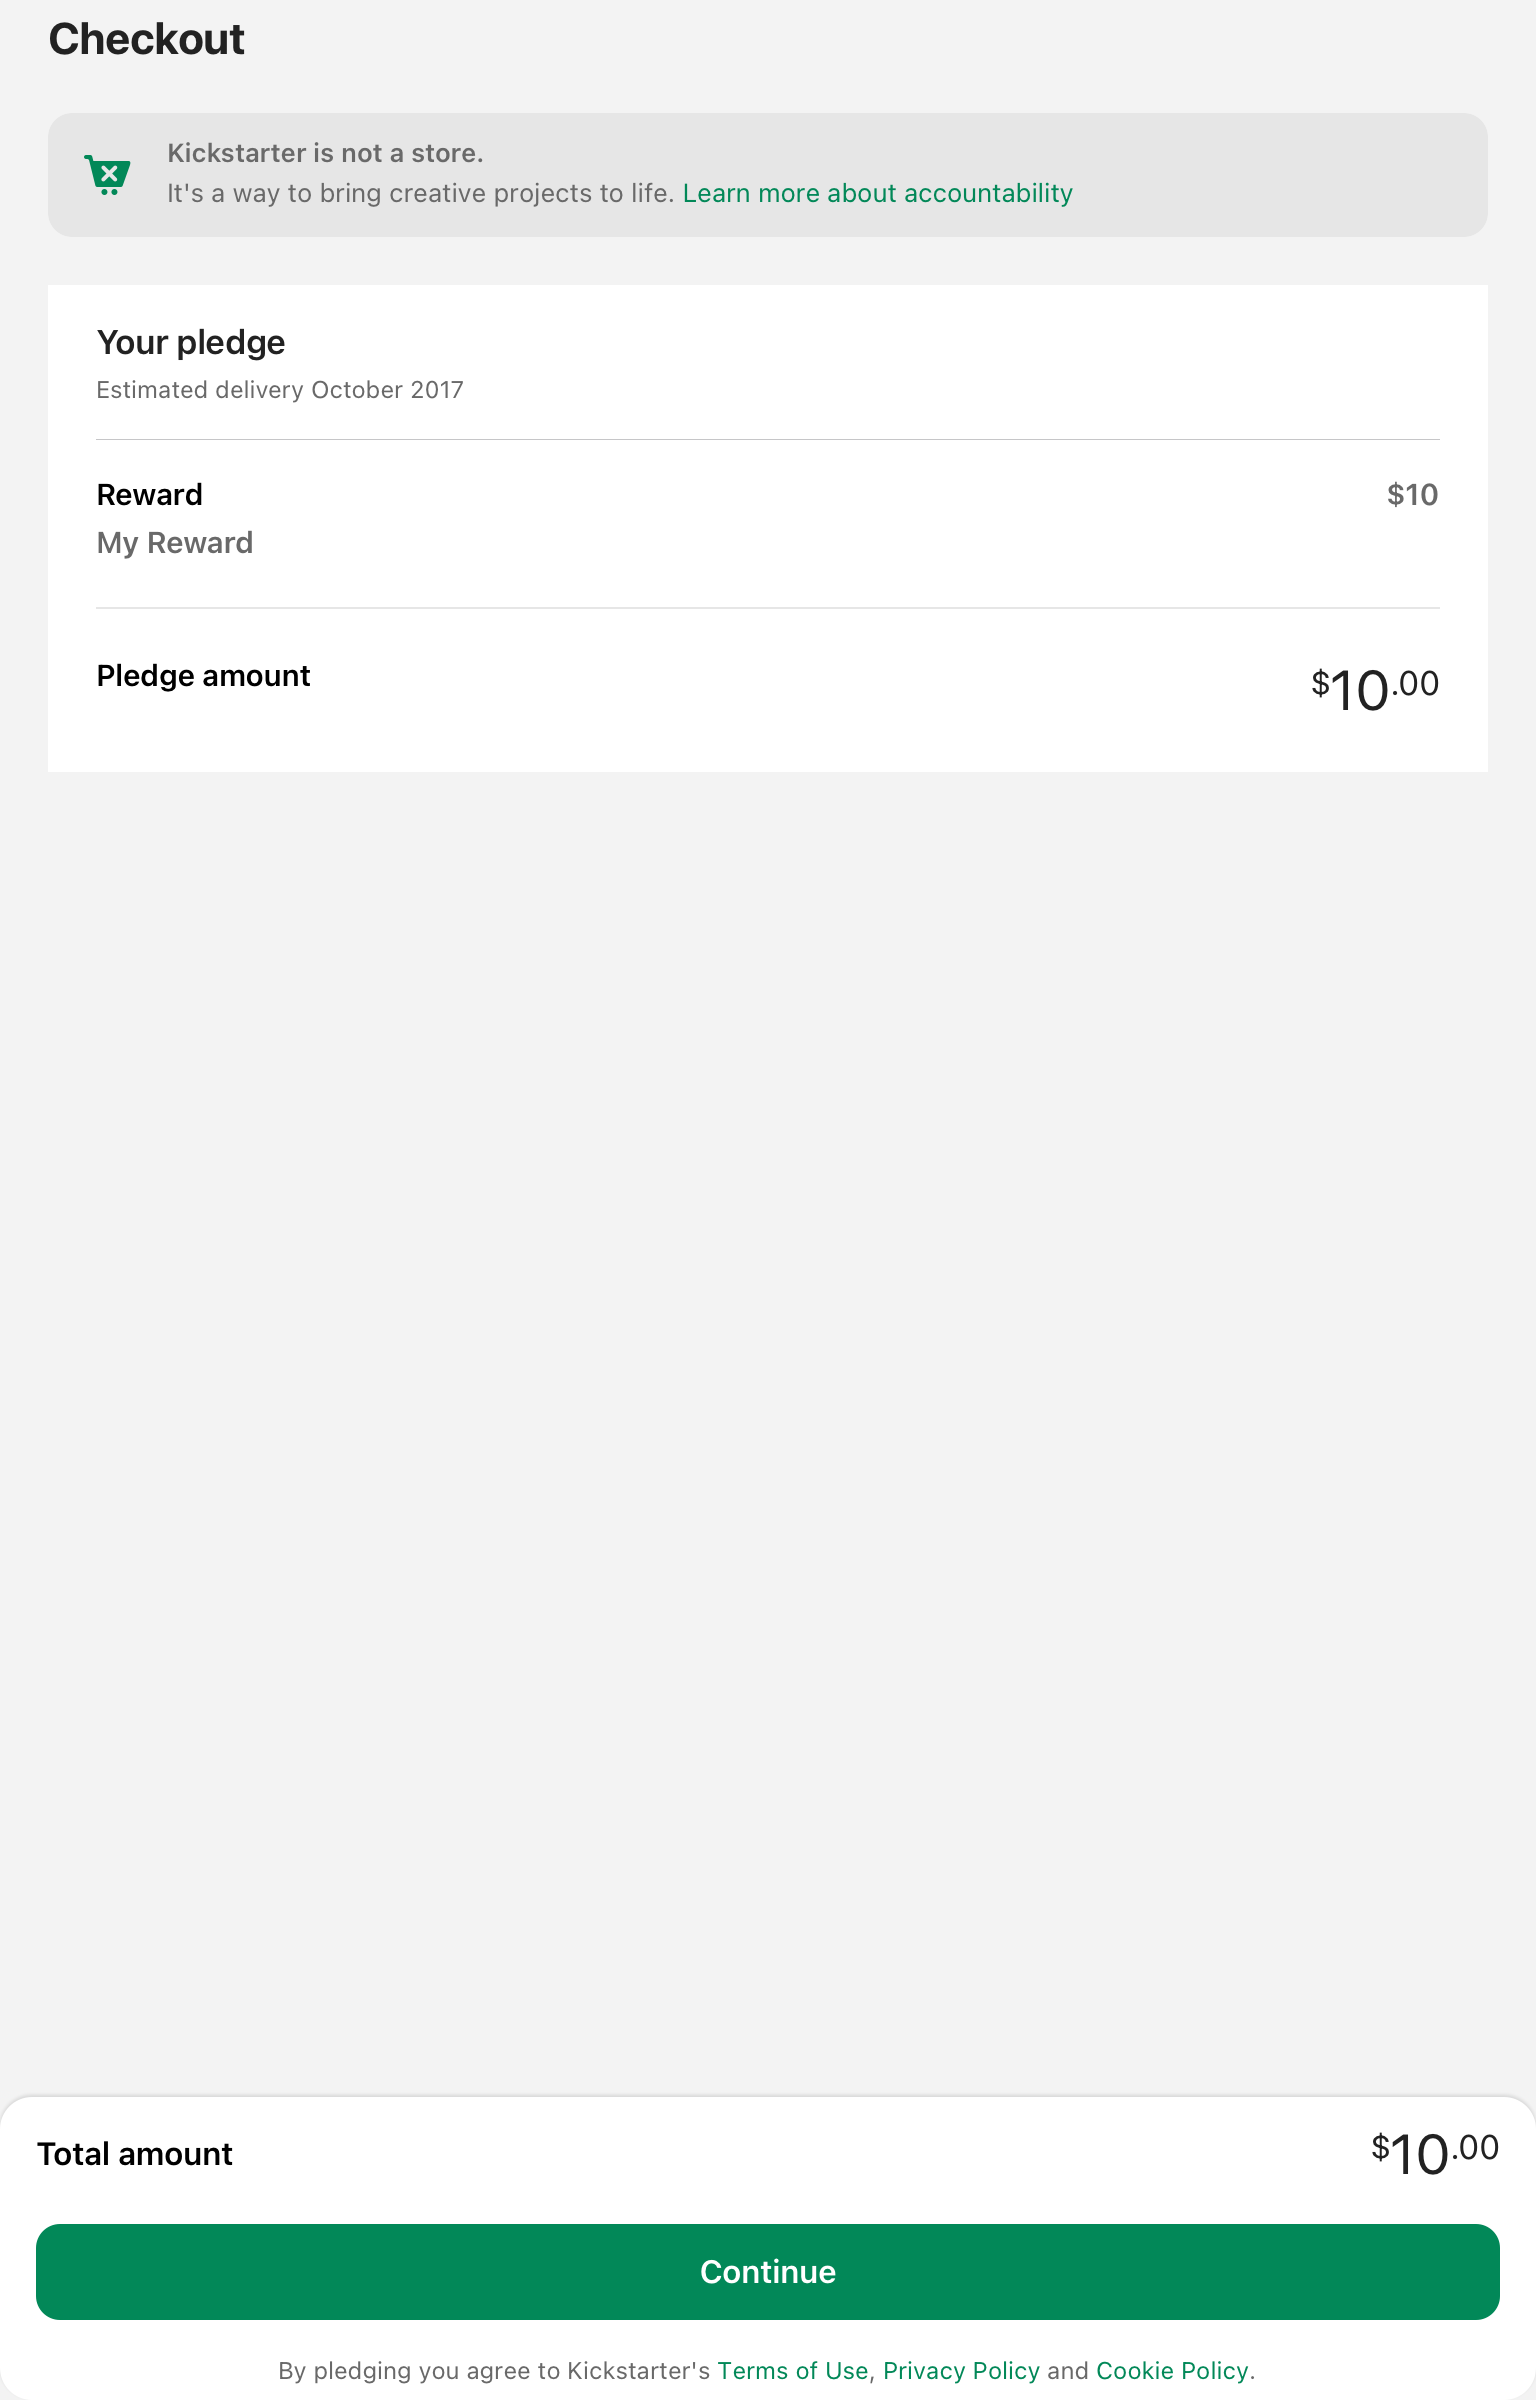 Checkout
Kickstarter is not a store.
It's a way to bring creative projects to life. Learn more about accountability
Your pledge
Estimated delivery October 2017
Reward $10
My Reward
Pledge amount $10.00
Total amount $10.00
Continue
By pledging you agree to Kickstarter's Terms of Use, Privacy Policy and Cookie Policy.